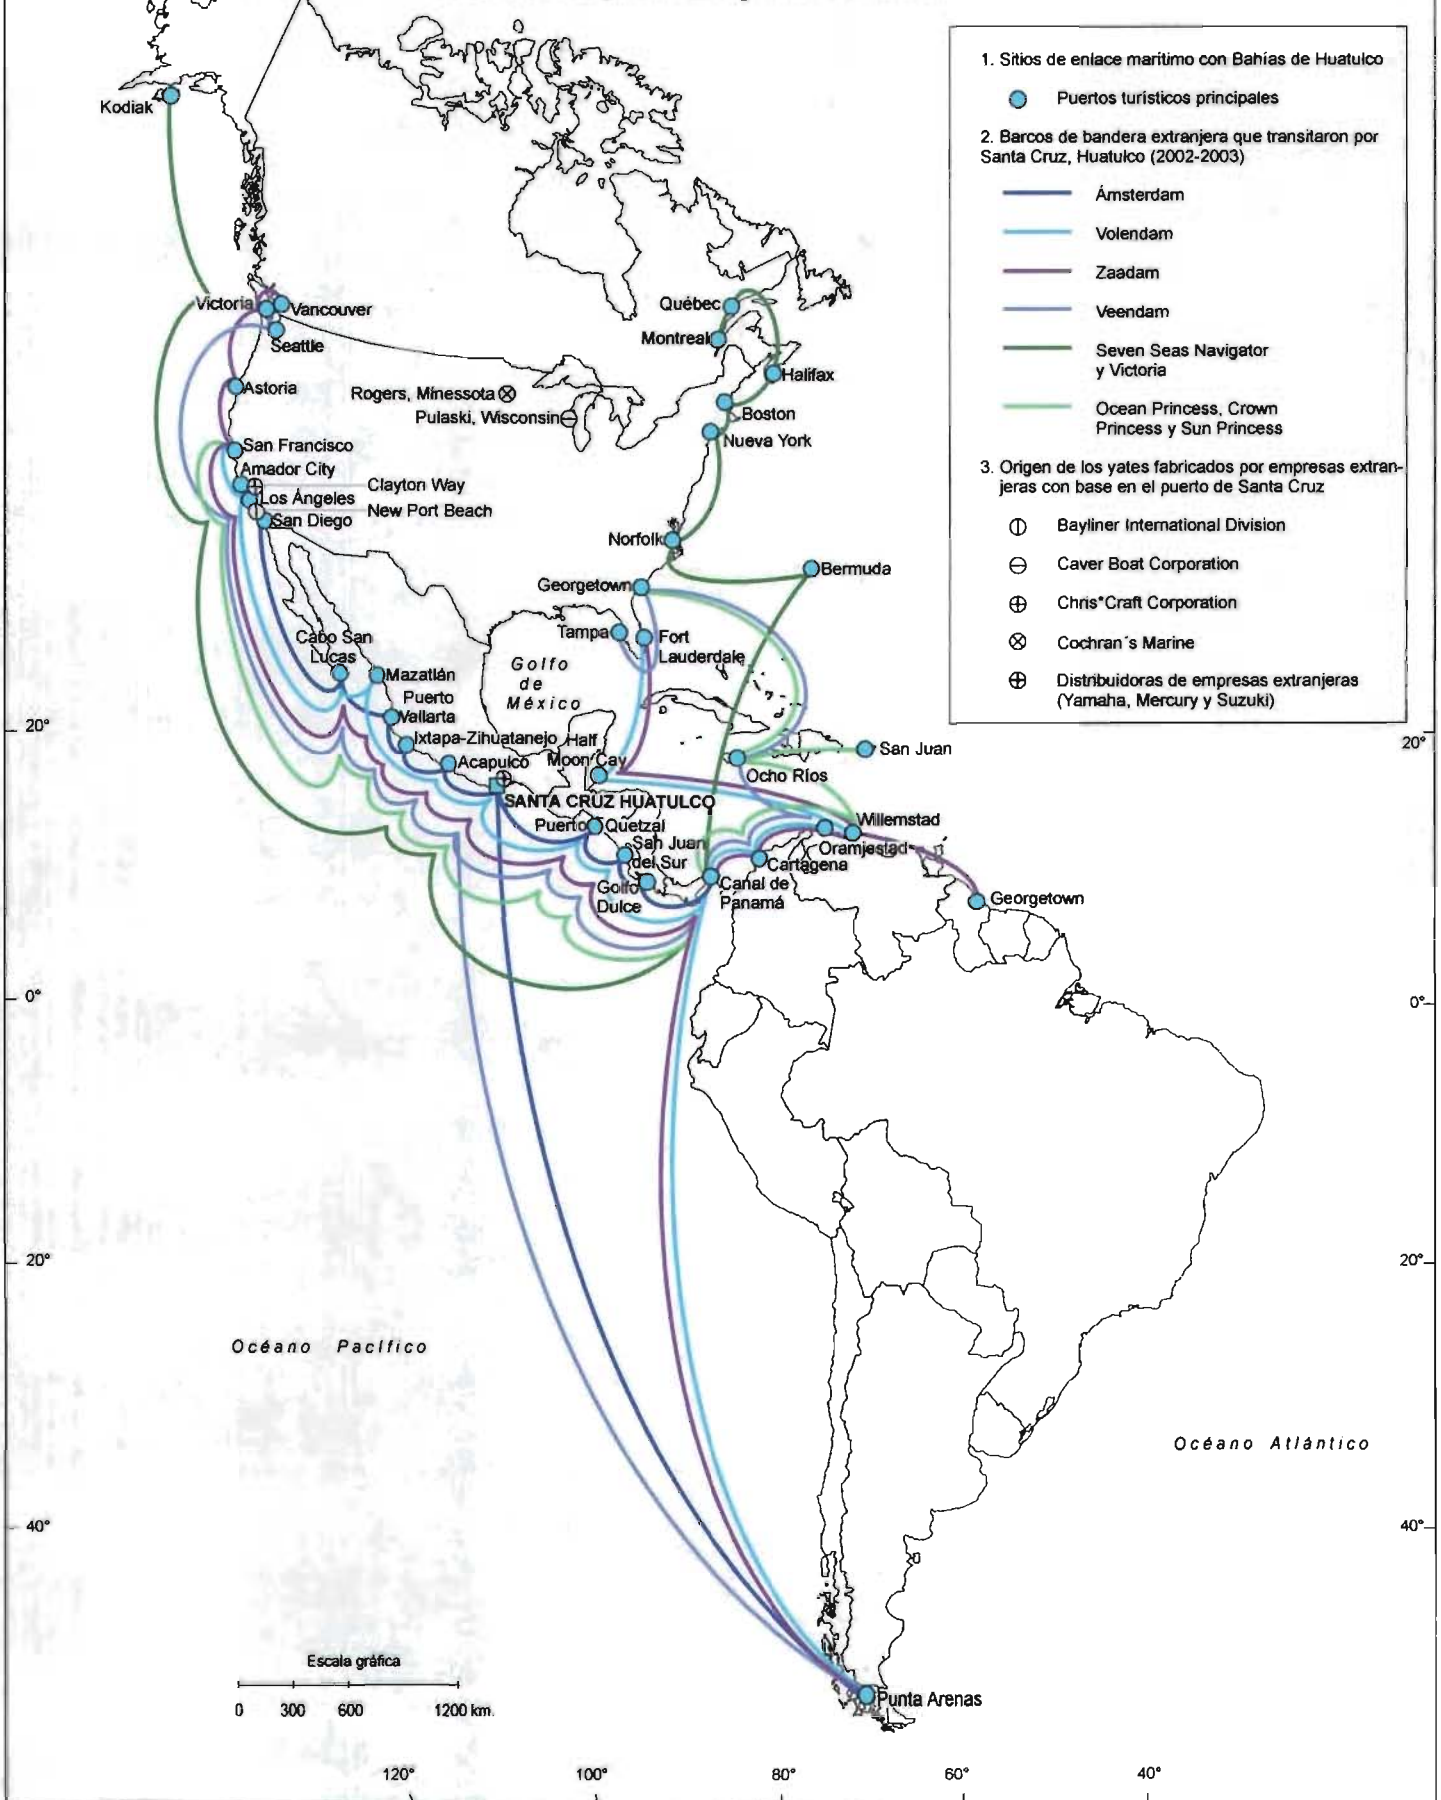 1. Sitios de enlace marítimo con Bahías de Huatulco
Puertos turísticos principales
2. Barcos de bandera extranjera que transitaron por
Santa Cruz, Huatulco (2002-2003)
Ámsterdam
Volendam
Zaadam
Veendam
Seven Seas Navigator
y Victoria
Ocean Princess, Crown
Princess y Sun Princess
3. Origen de los yates fabricados por empresas extran-
jeras con base en el puerto de Santa Cruz
Bayliner International Division
Caver Boat Corporation
Chris*Craft Corporation
Cochran´s Marine
Distribuidoras de empresas extranjeras
(Yamaha, Mercury y Suzuki)
Kodiak
Victoria
Vancouver
Seattle
Astoria
San Francisco
Amador City
Clayton Way
Los Ángeles
New Port Beach
San Diego
Rogers, Minessota
Pulaski, Wisconsin
Québec
Montreal
Halifax
Boston
Nueva York
Norfolk
Bermuda
Georgetown
Tampa
Fort
Lauderdale
Golfo
de
México
Cabo San
Lucas
Mazatlán
Puerto
Vallarta
Ixtapa-Zihuatanejo
Half
Moon Cay
Acapulco
SANTA CRUZ HUATULCO
Puerto Quetzal
San Juan
del Sur
Golfo
Dulce
San Juan
Ocho Ríos
Willemstad
Oramjestad
Cartagena
Canal de
Panamá
Georgetown
20°
20°
0°
0°
20°
20°
Océano Pacífico
Océano Atlántico
40°
40°
Escala gráfica
0 300 600 1200 km.
Punta Arenas
120° 100° 80° 60° 40°